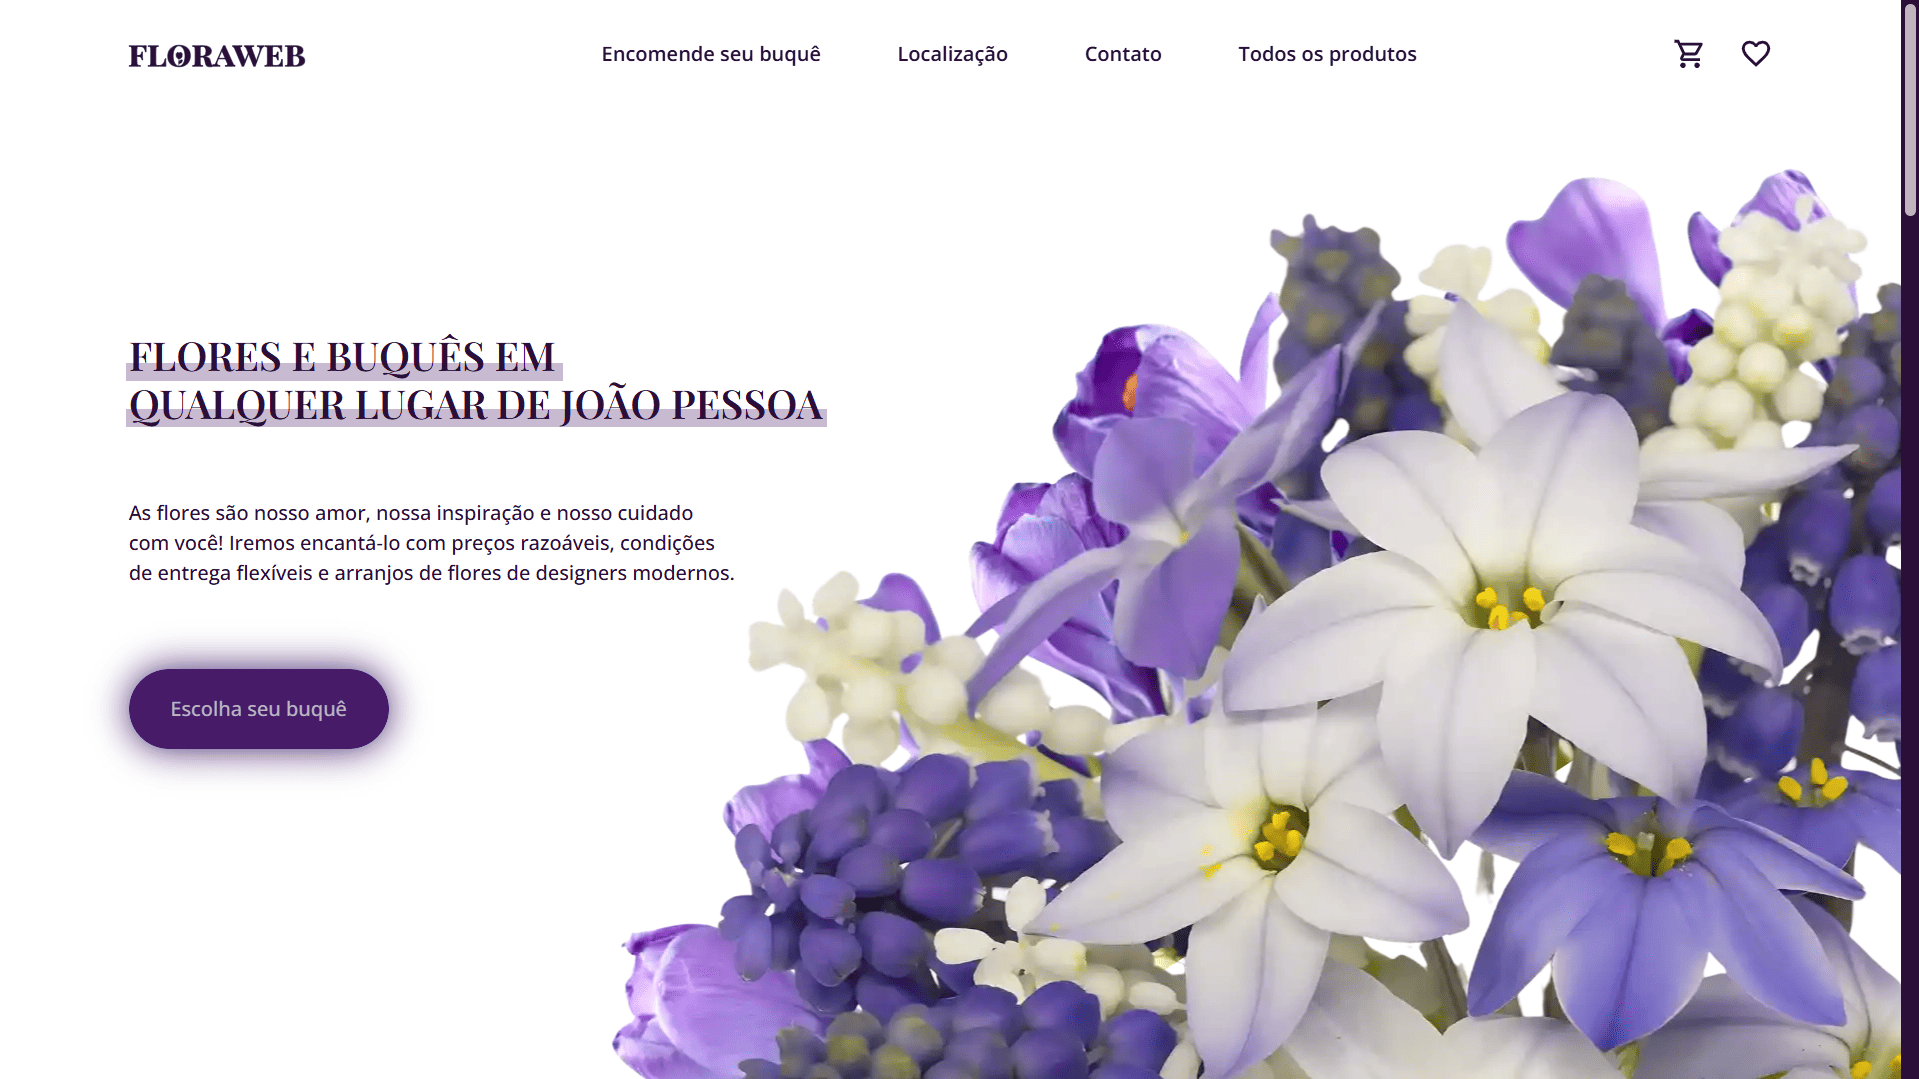 FLORAWEB
Encomende seu buquê
Localização
Contato
Todos os produtos
FLORES E BUQUÊS EM
QUALQUER LUGAR DE JOÃO PESSOA
As flores são nosso amor, nossa inspiração e nosso cuidado
com você! Iremos encantá-lo com preços razoáveis, condições
de entrega flexíveis e arranjos de flores de designers modernos.
Escolha seu buquê